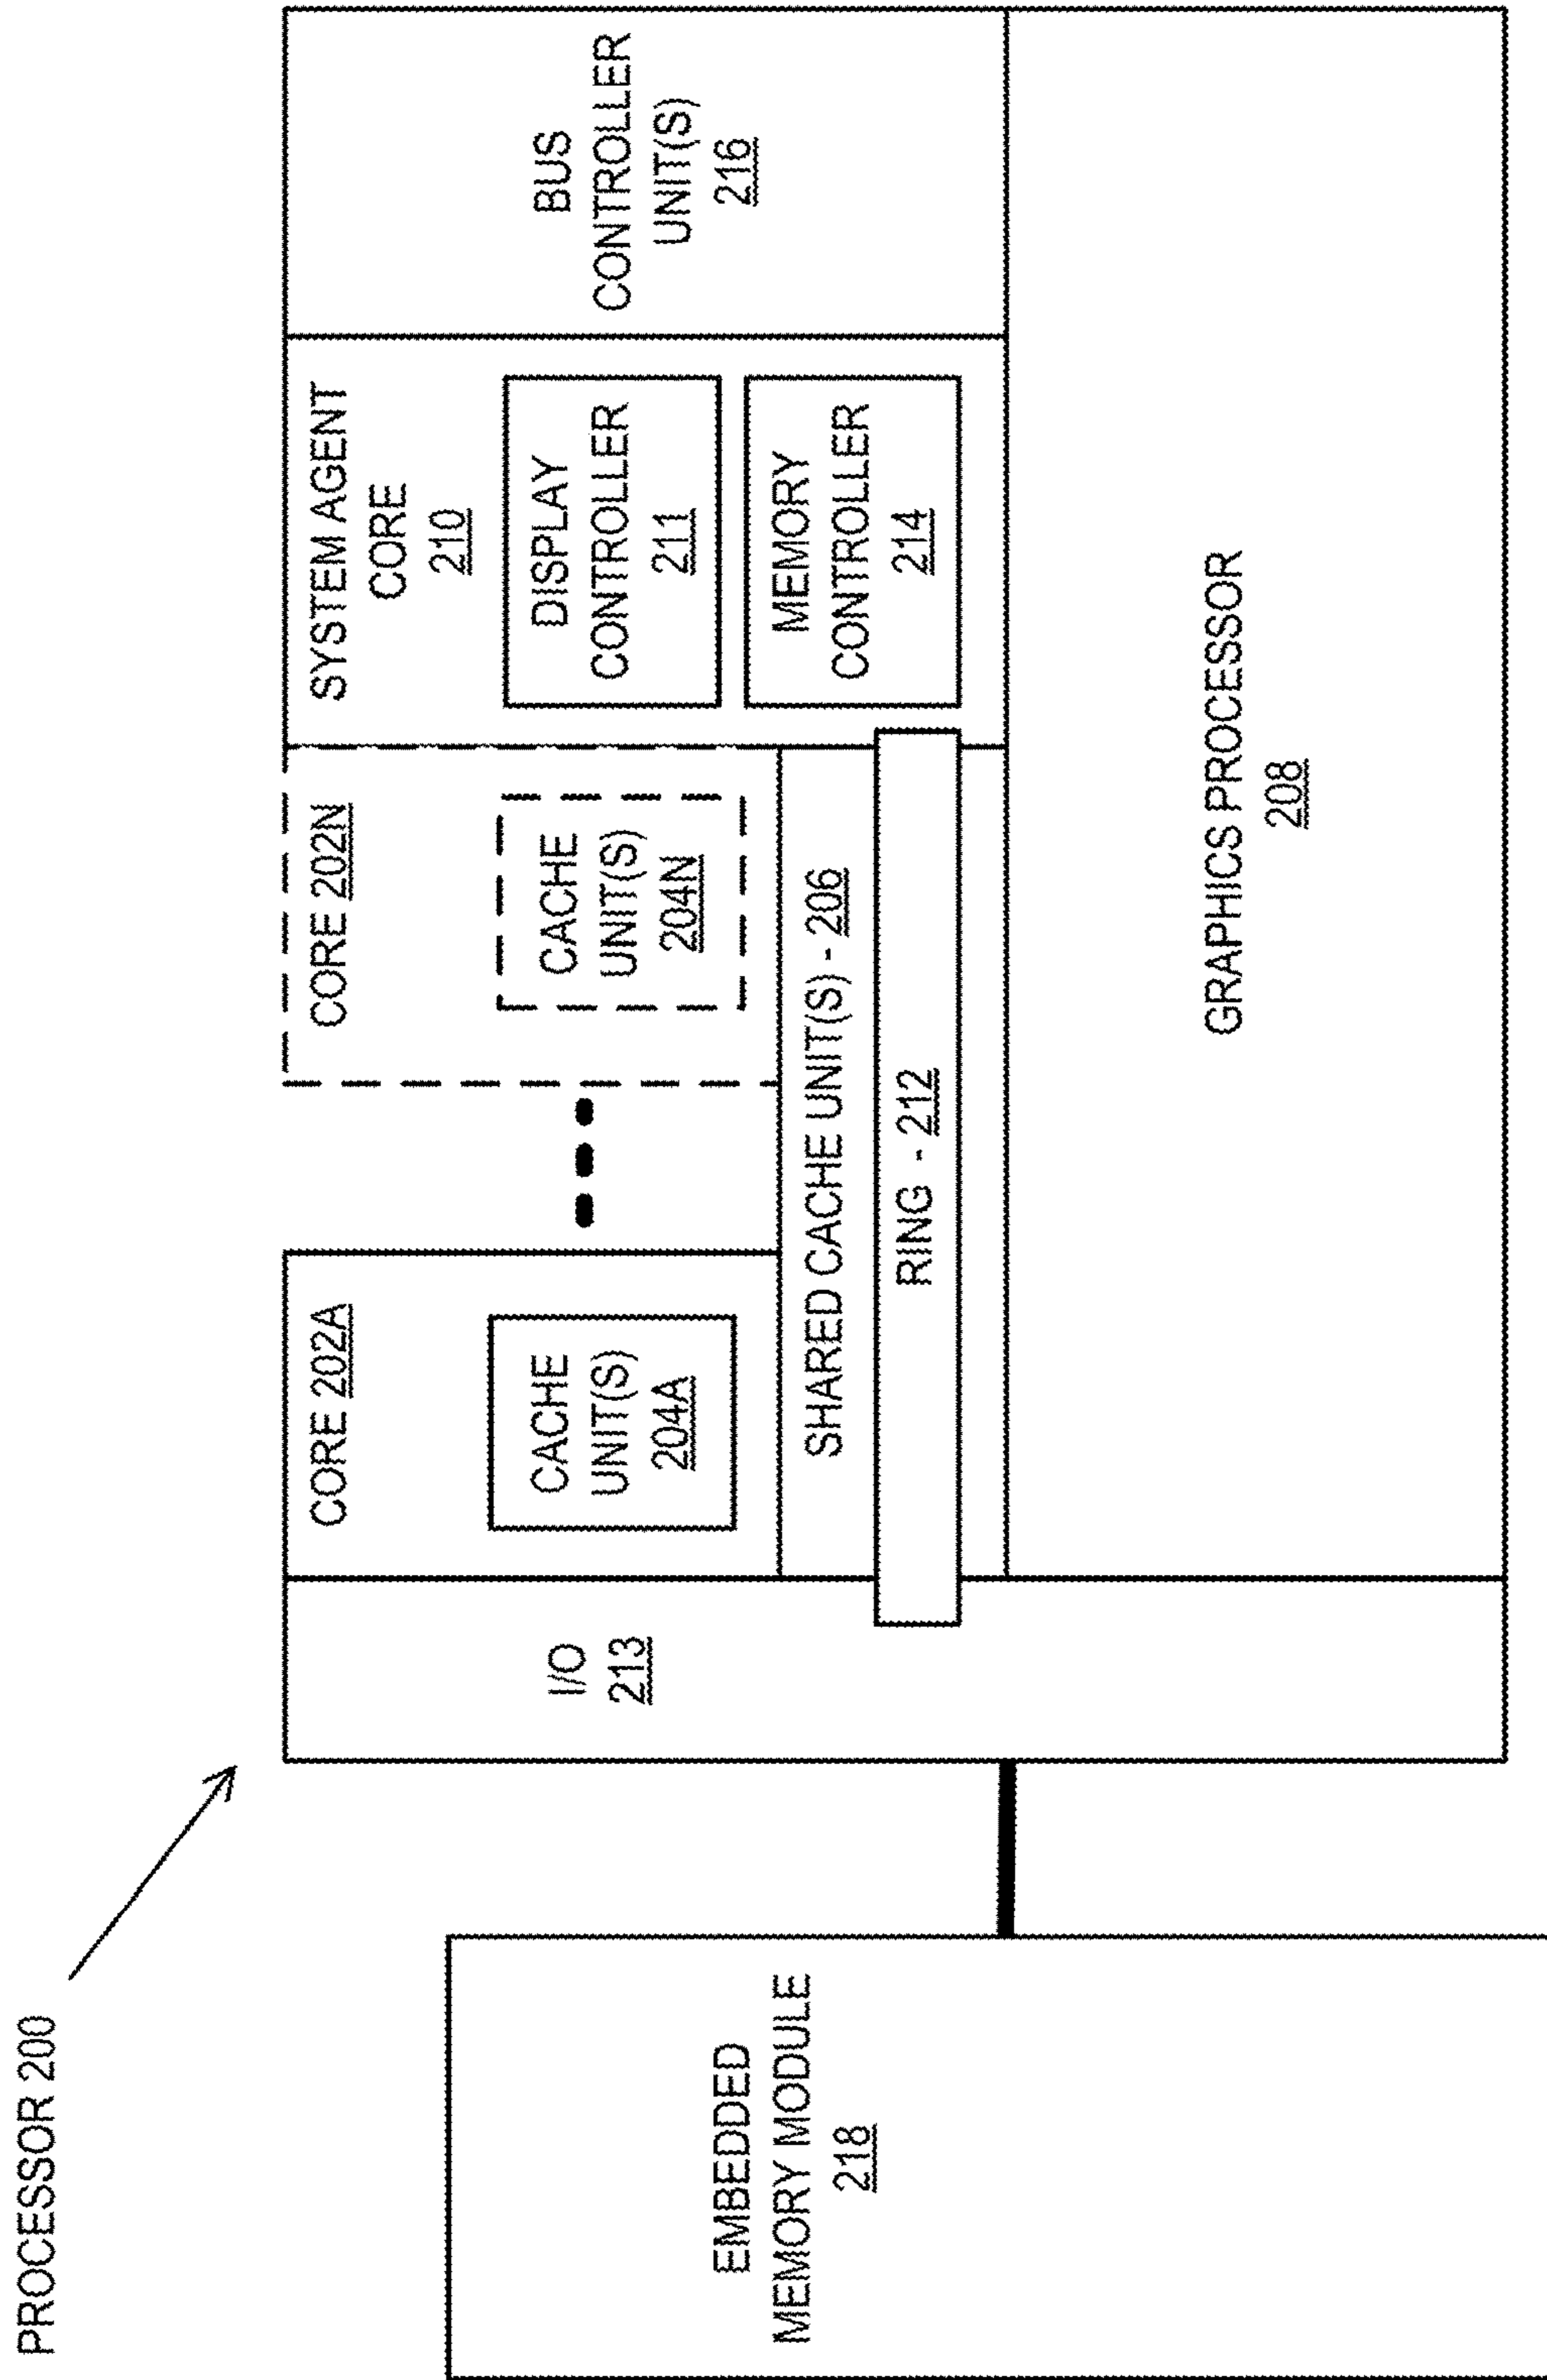 PROCESSOR 200
EMBEDDED
MEMORY MODULE
218
I/O
213
CORE 202A
CACHE
UNIT(S)
204A
CORE 202N
CACHE
UNIT(S)
204N
SHARED CACHE UNIT(S) - 206
RING - 212
SYSTEM AGENT
CORE
210
DISPLAY
CONTROLLER
211
MEMORY
CONTROLLER
214
BUS
CONTROLLER
UNIT(S)
216
GRAPHICS PROCESSOR
208